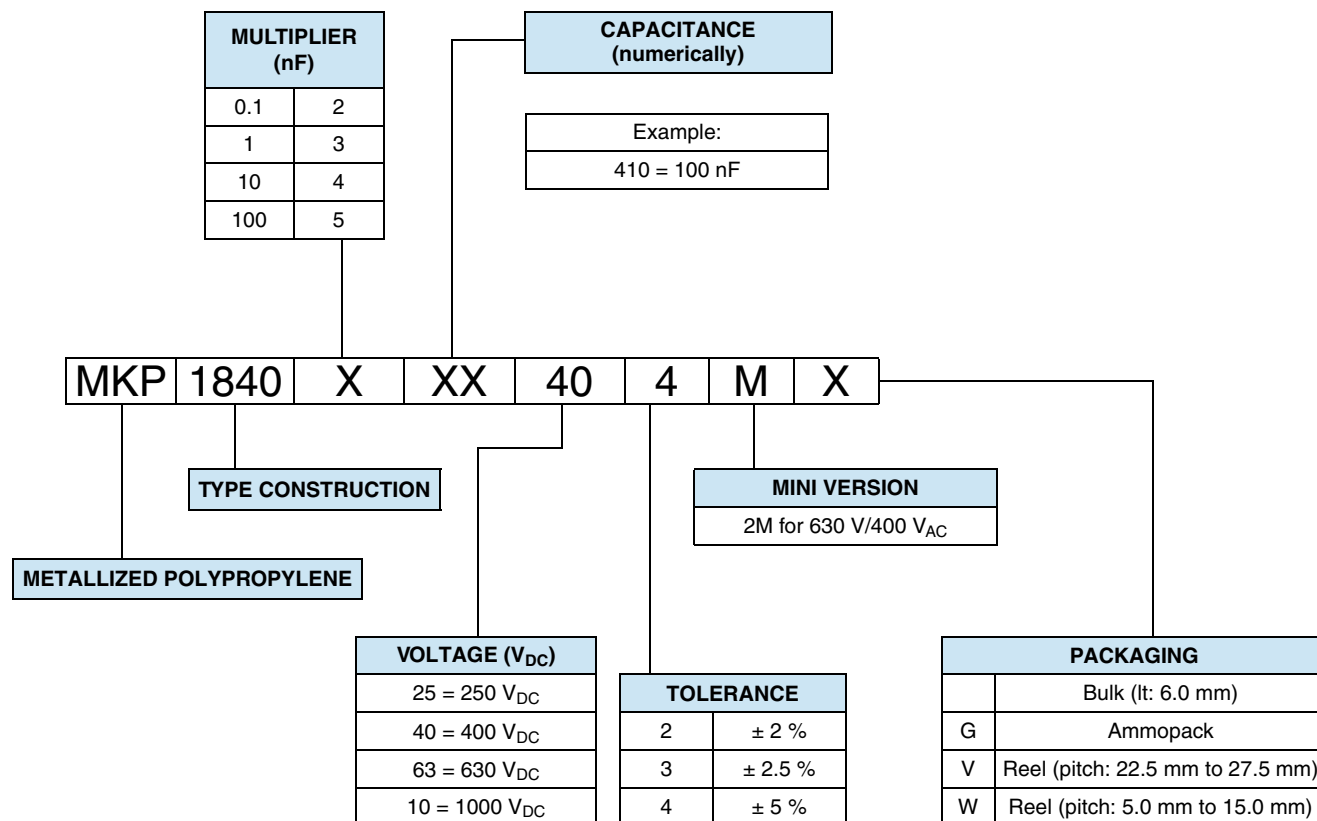 MULTIPLIER
(nF)
0.1 2
1 3
10 4
100 5
CAPACITANCE
(numerically)
Example:
410 = 100 nF
MKP 1840 X XX 40 4 M X
TYPE CONSTRUCTION
MINI VERSION
2M for 630 V/400 VAC
METALLIZED POLYPROPYLENE
VOLTAGE (VDC)
25 = 250 VDC
40 = 400 VDC
63 = 630 VDC
10 = 1000 VDC
TOLERANCE
2 ± 2 %
3 ± 2.5 %
4 ± 5 %
PACKAGING
Bulk (lt: 6.0 mm)
G Ammopack
V Reel (pitch: 22.5 mm to 27.5 mm)
W Reel (pitch: 5.0 mm to 15.0 mm)